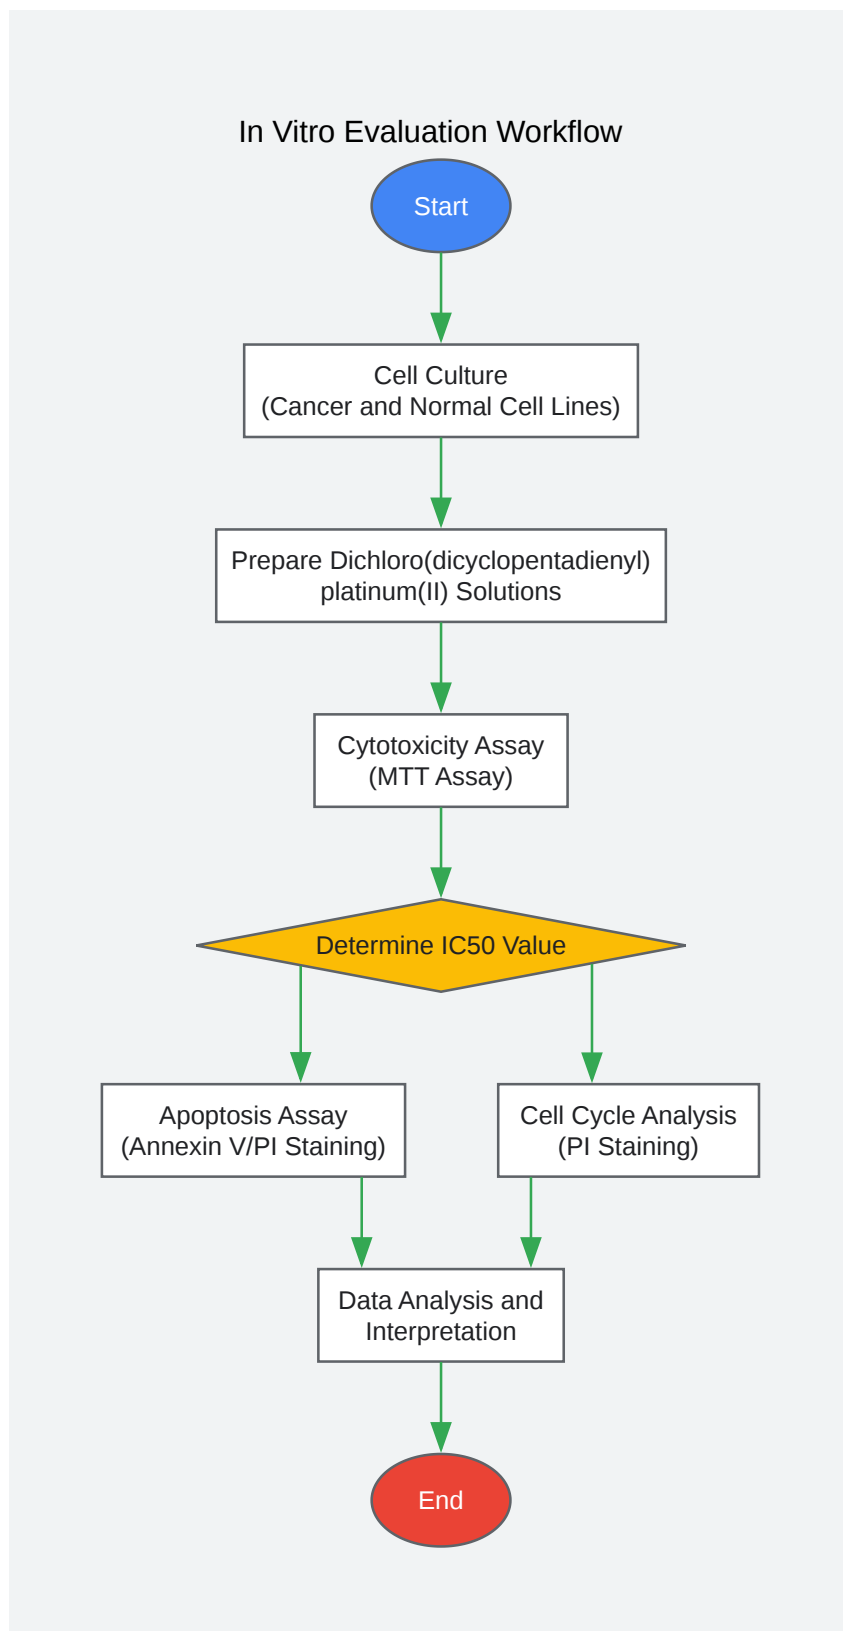 In Vitro Evaluation Workflow
Start
Cell Culture
(Cancer and Normal Cell Lines)
Prepare Dichloro(dicyclopentadienyl)
platinum(II) Solutions
Cytotoxicity Assay
(MTT Assay)
Determine IC50 Value
Apoptosis Assay
(Annexin V/PI Staining)
Cell Cycle Analysis
(PI Staining)
Data Analysis and
Interpretation
End